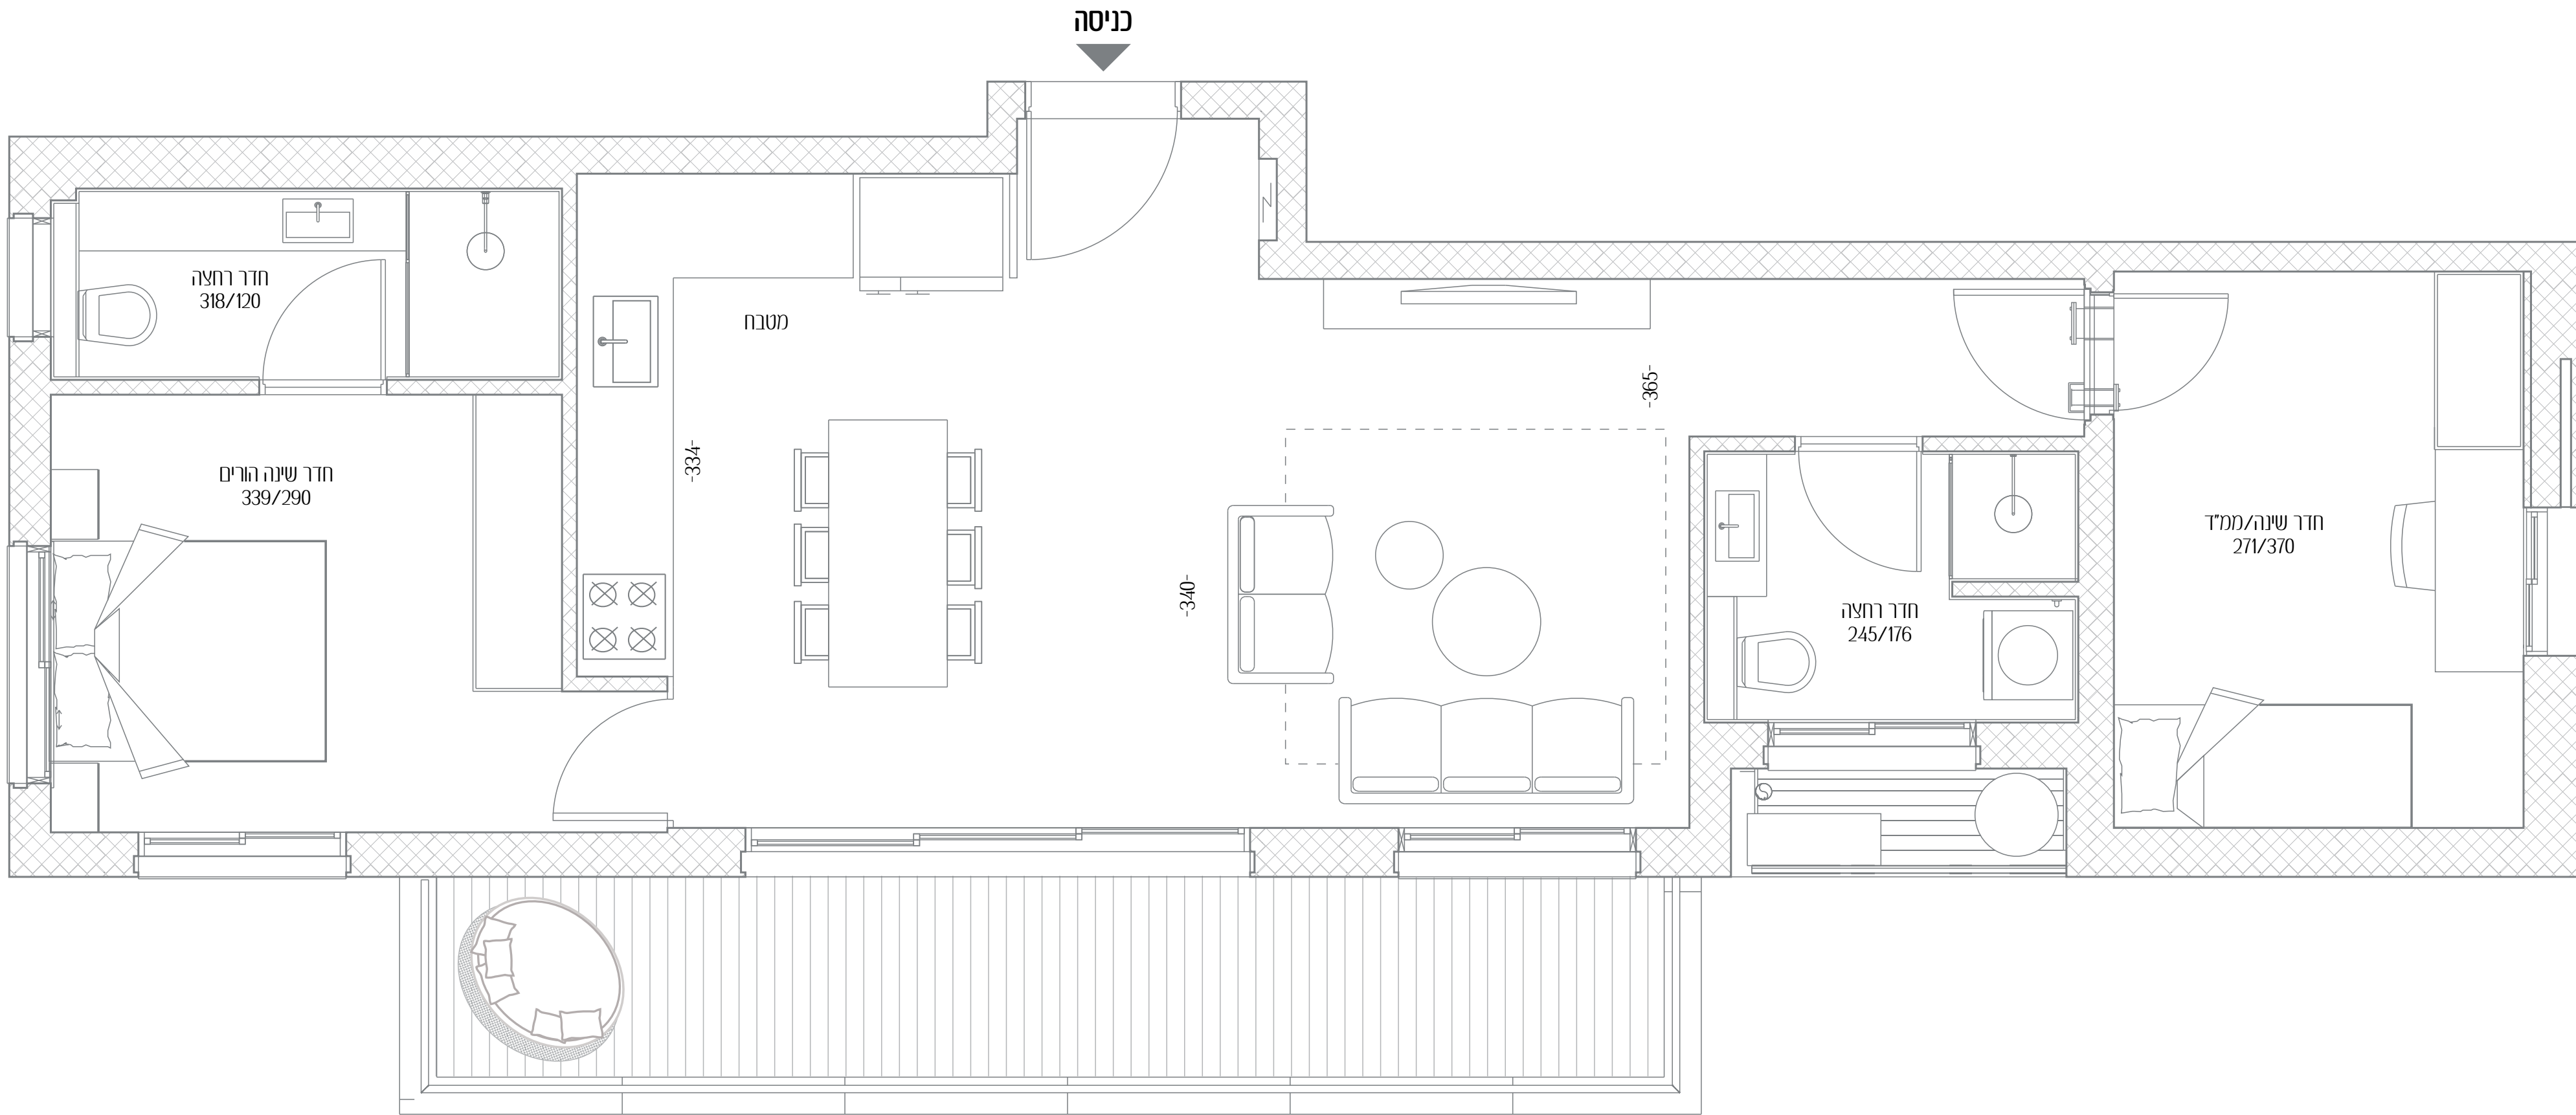 כניסה
חדר רחצה
318/120
מטבח
-365-
-334-
חדר שינה הורים
339/290
חדר שינה/ממ"ד
271/370
-340-
חדר רחצה
245/176